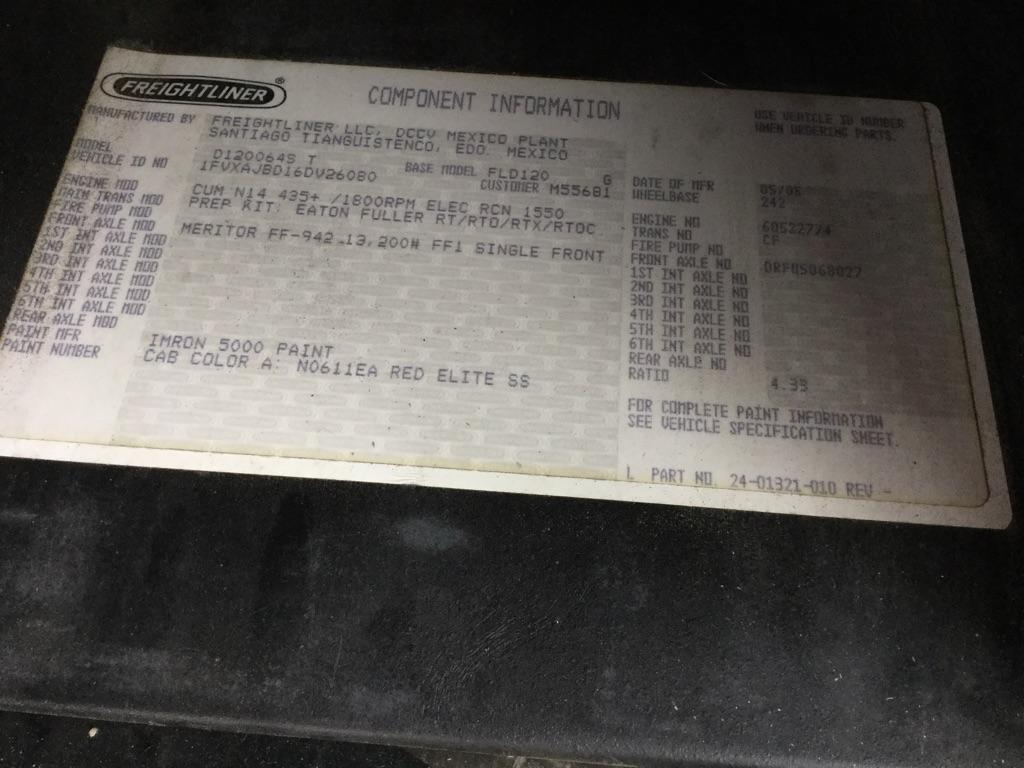 FREIGHTLINER®
COMPONENT INFORMATION
USE VEHICLE ID NUMBER
WHEN ORDERING PARTS.
MANUFACTURED BY FREIGHTLINER LLC, DCCV MEXICO PLANT
SANTIAGO TIANGUISTENCO, EDO. MEXICO
MODEL D120064S T BASE MODEL FLD120 G
VEHICLE ID NO 1FVXAJBD16DV26080 CUSTOMER M55681
ENGINE MOD CUM N14 435+ /1800RPM ELEC RCN 1550
MAIN TRANS MOD PREP KIT: EATON FULLER RT/RTO/RTX/RTOC
FIRE PUMP MOD
FRONT AXLE MOD MERITOR FF-942 13,200# FF1 SINGLE FRONT
1ST INT AXLE MOD
2ND INT AXLE MOD
3RD INT AXLE MOD
4TH INT AXLE MOD
5TH INT AXLE MOD
6TH INT AXLE MOD
REAR AXLE MOD
PAINT MFR IMRON 5000 PAINT
PAINT NUMBER CAB COLOR A: N0611EA RED ELITE SS
DATE OF MFR 05/05
WHEELBASE 242
ENGINE NO 60522774
TRANS NO CF
FIRE PUMP NO
FRONT AXLE NO ORF05068027
1ST INT AXLE NO
2ND INT AXLE NO
3RD INT AXLE NO
4TH INT AXLE NO
5TH INT AXLE NO
6TH INT AXLE NO
REAR AXLE NO
RATIO 4.33
FOR COMPLETE PAINT INFORMATION
SEE VEHICLE SPECIFICATION SHEET.
L PART NO. 24-01321-010 REV -